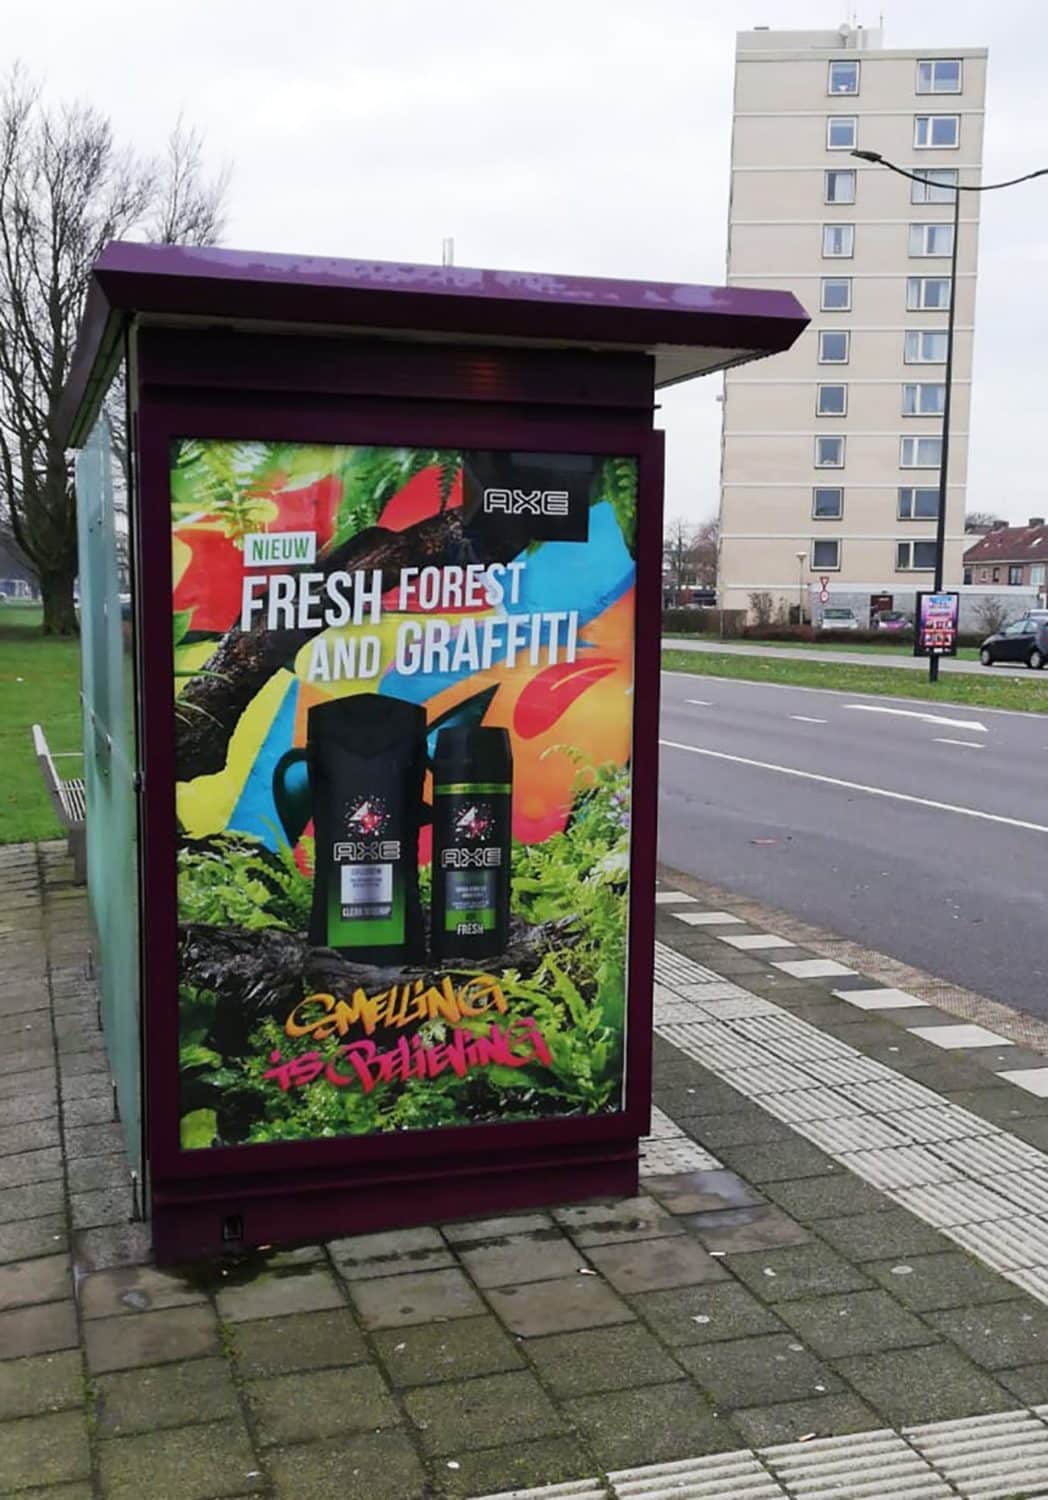 AXE
NIEUW
FRESH FOREST
AND GRAFFITI
AXE
AXE
FRESH
SMELLING
is BELIEVING